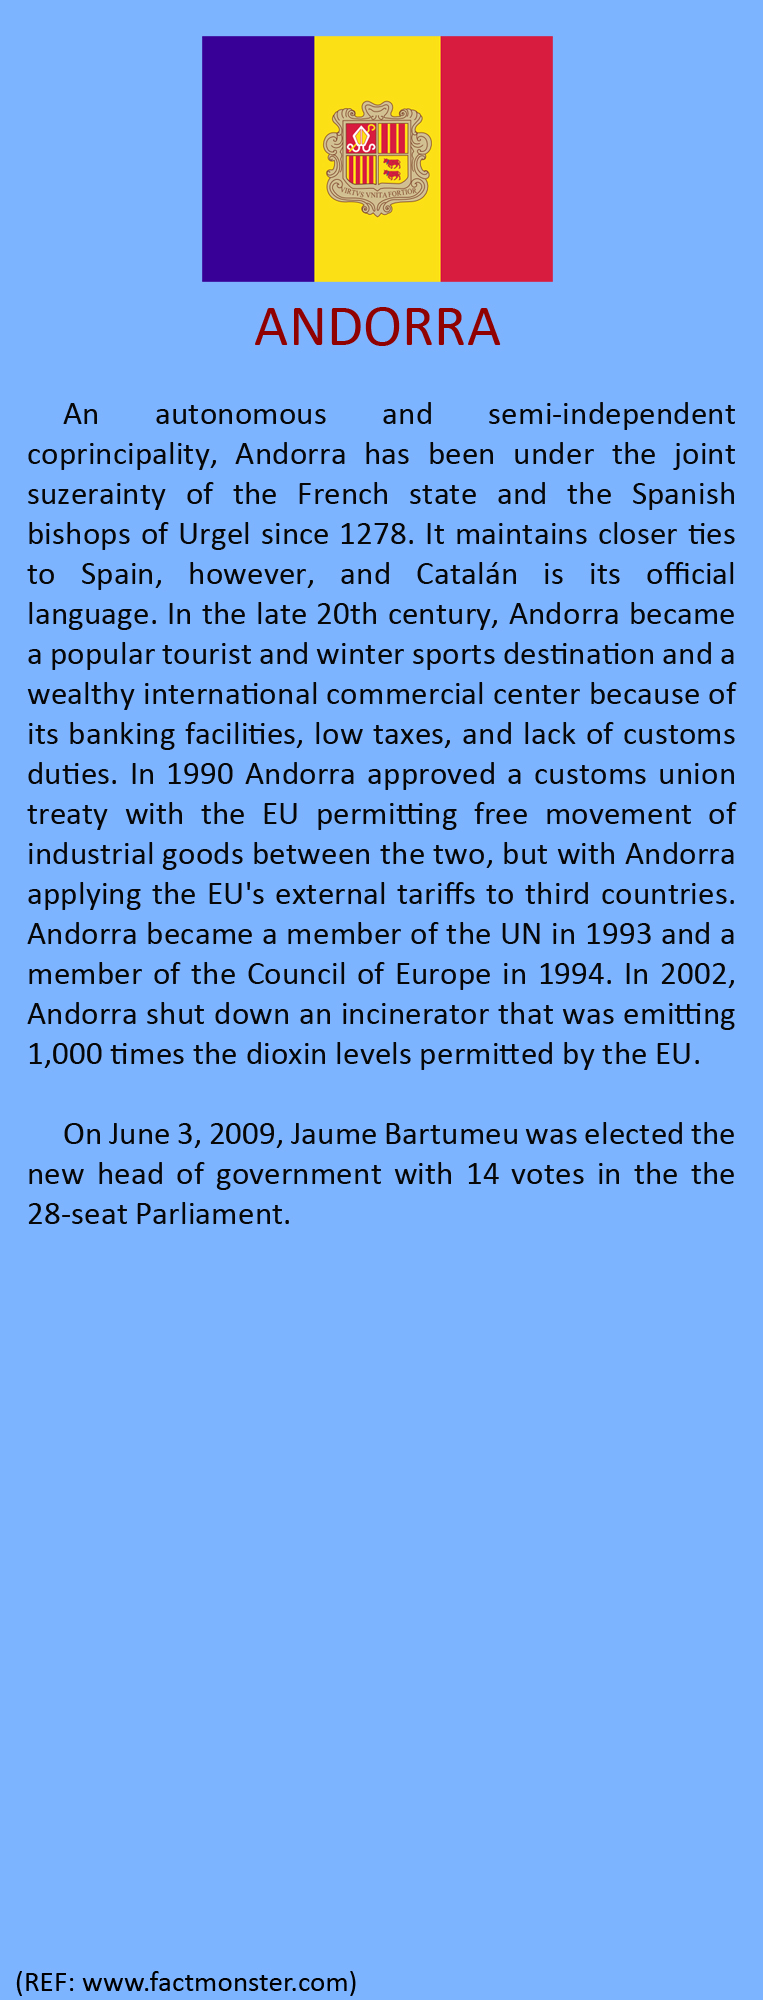 VIRTVS VNITA FORTIOR
ANDORRA
An autonomous and semi-independent
coprincipality, Andorra has been under the joint
suzerainty of the French state and the Spanish
bishops of Urgel since 1278. It maintains closer ties
to Spain, however, and Catalán is its official
language. In the late 20th century, Andorra became
a popular tourist and winter sports destination and a
wealthy international commercial center because of
its banking facilities, low taxes, and lack of customs
duties. In 1990 Andorra approved a customs union
treaty with the EU permitting free movement of
industrial goods between the two, but with Andorra
applying the EU's external tariffs to third countries.
Andorra became a member of the UN in 1993 and a
member of the Council of Europe in 1994. In 2002,
Andorra shut down an incinerator that was emitting
1,000 times the dioxin levels permitted by the EU.
On June 3, 2009, Jaume Bartumeu was elected the
new head of government with 14 votes in the the
28-seat Parliament.
(REF: www.factmonster.com)